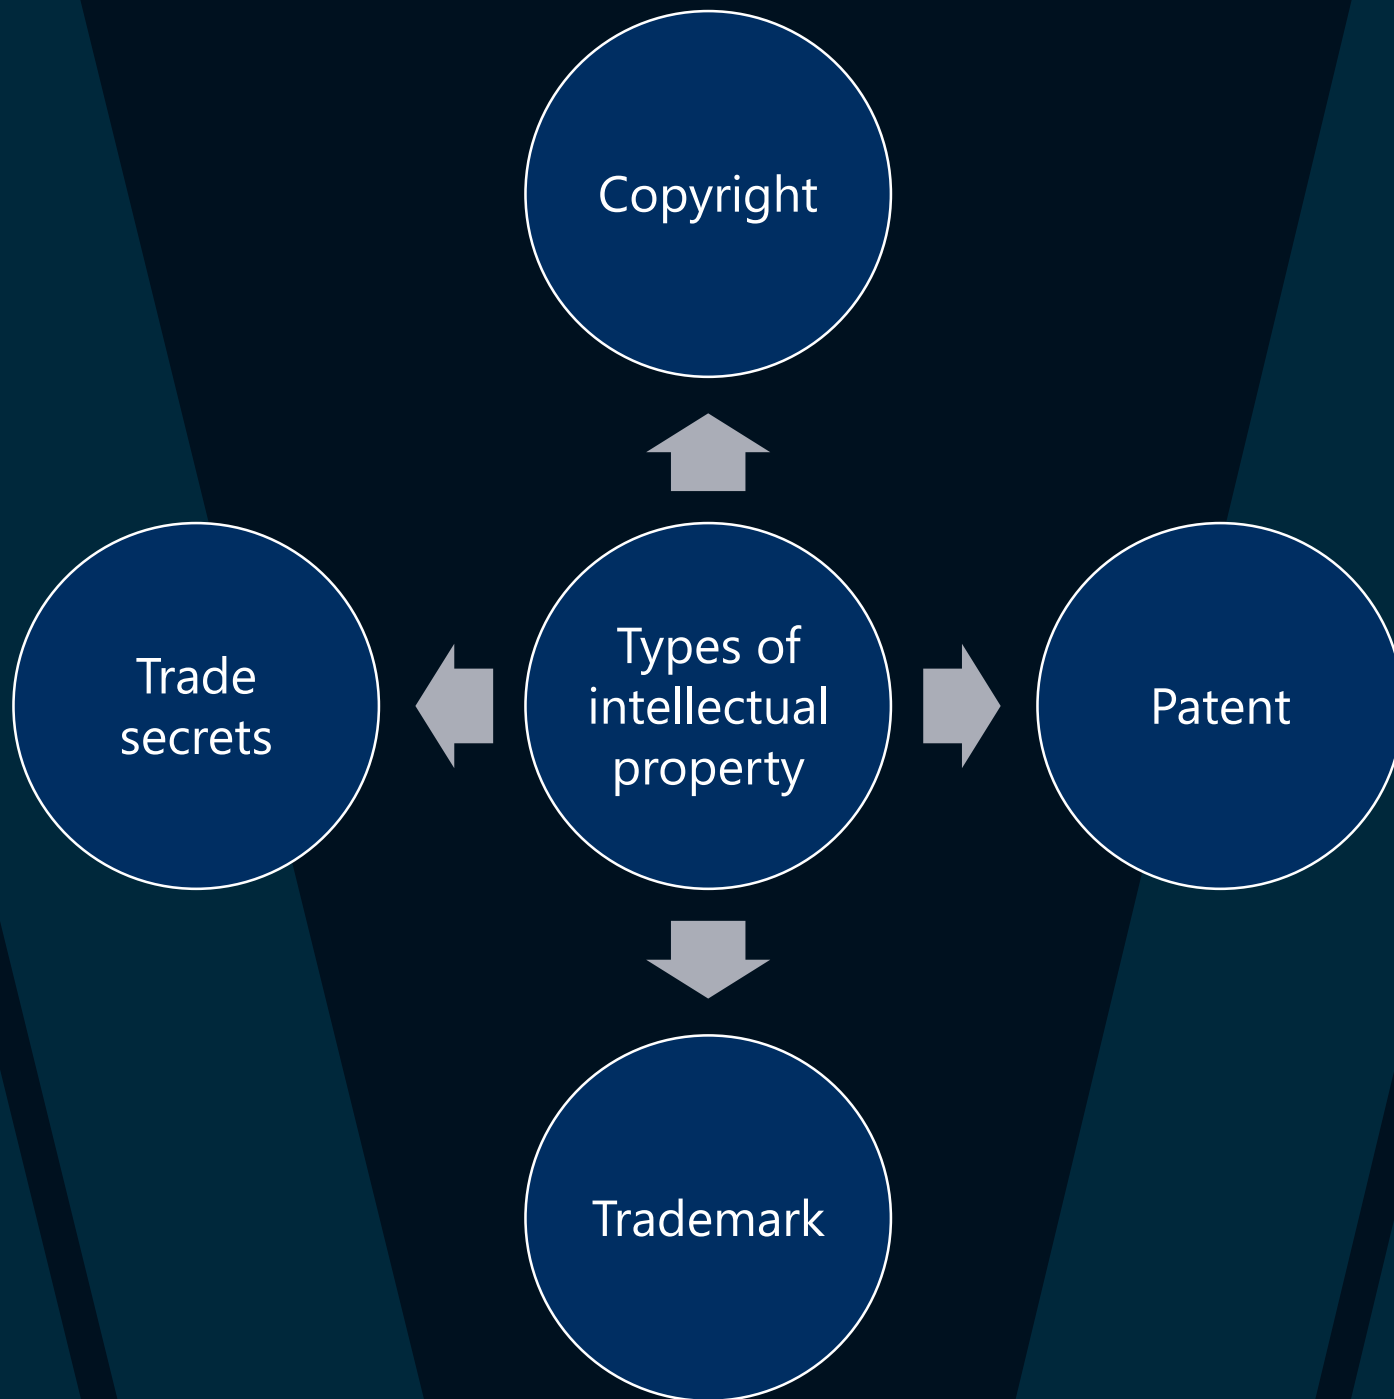 Copyright
Trade
secrets
Types of
intellectual
property
Patent
Trademark